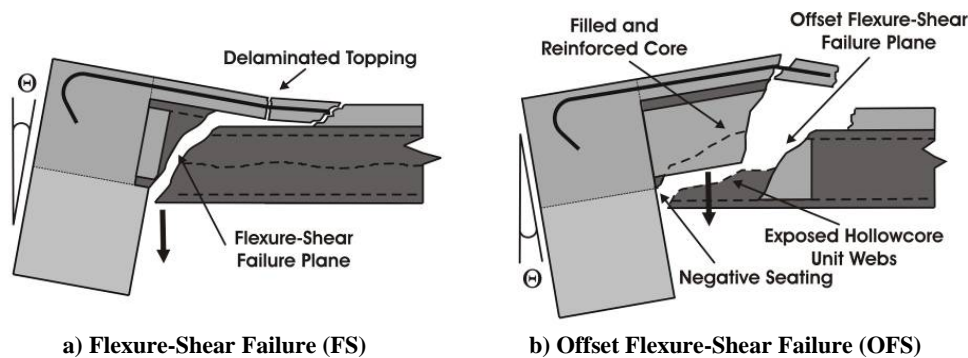 Delaminated Topping
Θ
Flexure-Shear
Failure Plane
a) Flexure-Shear Failure (FS)
Filled and
Reinforced Core
Offset Flexure-Shear
Failure Plane
Exposed Hollowcore
Unit Webs
Negative Seating
Θ
b) Offset Flexure-Shear Failure (OFS)